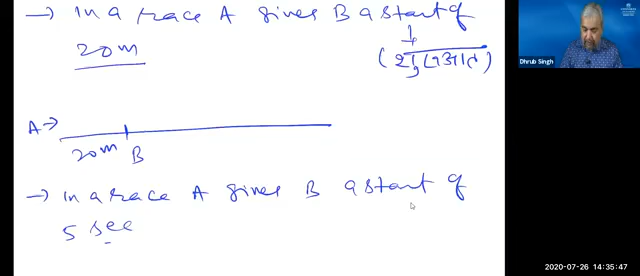 → In a race A gives B a start of
20m
(शुरुआत)
A→
20m B
→ In a race A gives B a start of
5 sec
Dhrub Singh
2020-07-26 14:35:47